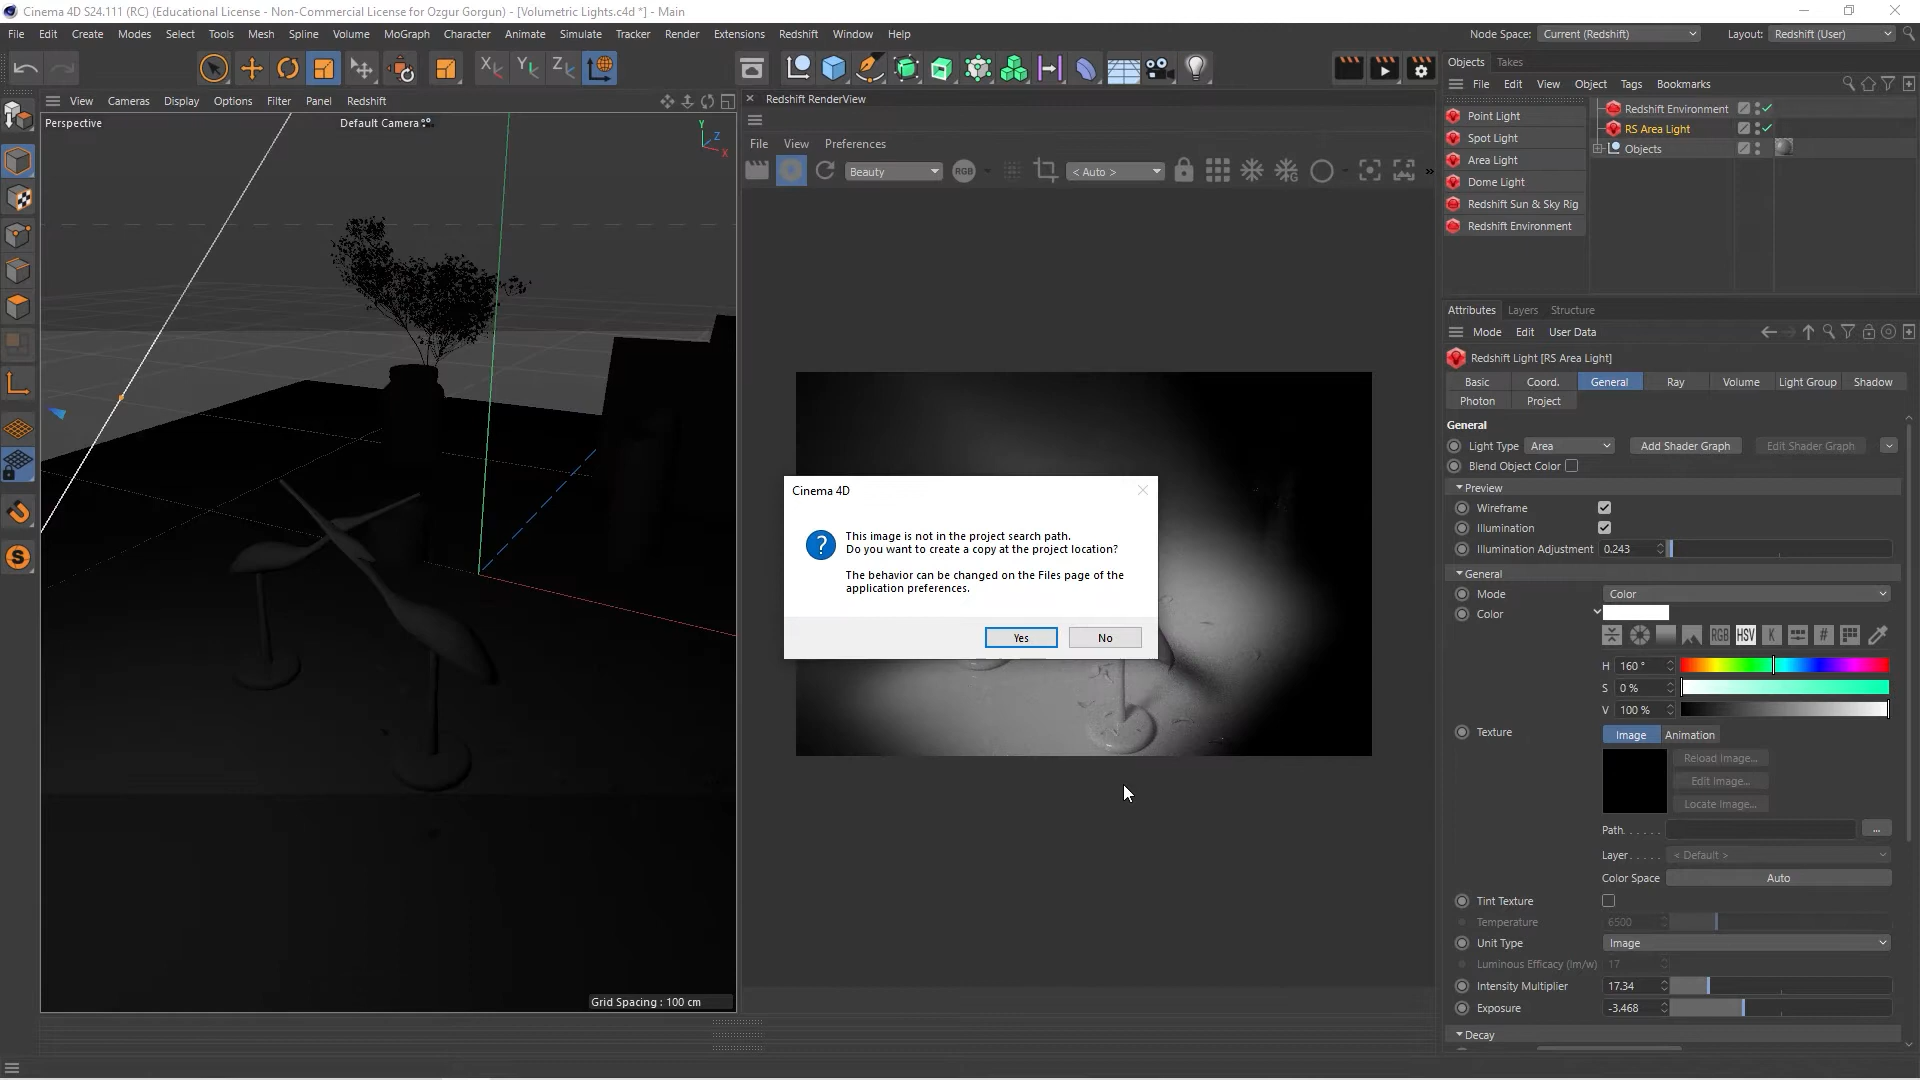 Cinema 4D S24.111 (RC) (Educational License - Non-Commercial License for Ozgur Gorgun) - [Volumetric Lights.c4d *] - Main
File Edit Create Modes Select Tools Mesh Spline Volume MoGraph Character Animate Simulate Tracker Render Extensions Redshift Window Help
Node Space: Current (Redshift) Layout: Redshift (User)
X Y Z
View Cameras Display Options Filter Panel Redshift
Perspective
Default Camera
Y
Z
X
Grid Spacing : 100 cm
Redshift RenderView
File View Preferences
Beauty
RGB
< Auto >
»
Cinema 4D
This image is not in the project search path.
Do you want to create a copy at the project location?
The behavior can be changed on the Files page of the
application preferences.
Yes
No
Objects Takes
File Edit View Object Tags Bookmarks
Point Light
Spot Light
Area Light
Dome Light
Redshift Sun & Sky Rig
Redshift Environment
Redshift Environment
RS Area Light
Objects
Attributes Layers Structure
Mode Edit User Data
Redshift Light [RS Area Light]
Basic Coord. General Ray Volume Light Group Shadow
Photon Project
General
Light Type Area Add Shader Graph Edit Shader Graph
Blend Object Color
Preview
Wireframe
Illumination
Illumination Adjustment 0.243
General
Mode Color
Color
RGB HSV K #
H 160 °
S 0 %
V 100 %
Texture Image Animation
Reload Image...
Edit Image...
Locate Image...
Path. . . . . . ...
Layer . . . . . < Default >
Color Space Auto
Tint Texture
Temperature 6500
Unit Type Image
Luminous Efficacy (lm/w) 17
Intensity Multiplier 17.34
Exposure -3.468
Decay